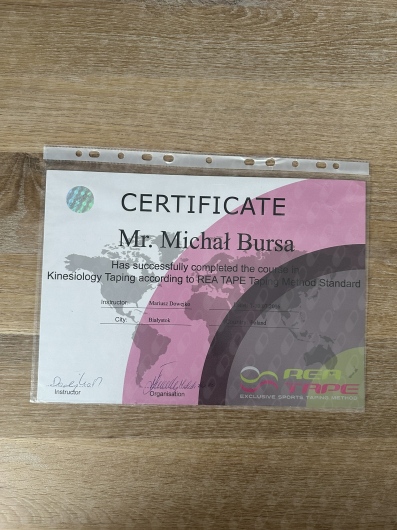 CERTIFICATE
Mr. Michał Bursa
Has successfully completed the course in
Kinesiology Taping according to REA TAPE Taping Method Standard
Instructor:
City: Białystok Poland
Instructor
Organisation
REA
TAPE
EXCLUSIVE SPORTS TAPING METHOD